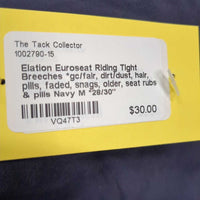 The Tack Collector
1002790-15
Elation Euroseat Riding Tight
Breeches *gc/fair, dirt/dust, hair,
pills, faded, snags, older, seat rubs
& pills Navy M *28/30"
$30.00
VQ47T3